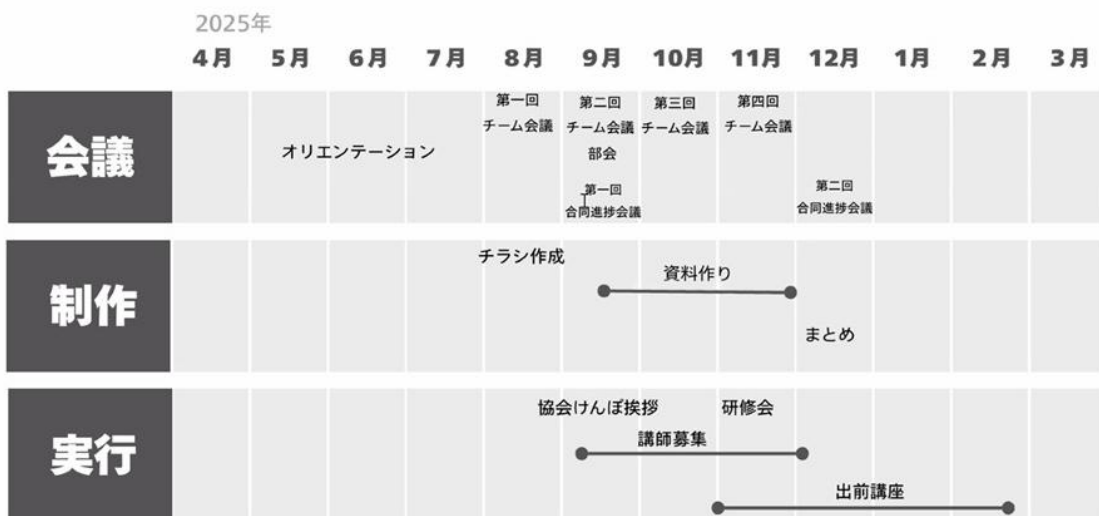 2025年
4月 5月 6月 7月 8月 9月 10月 11月 12月 1月 2月 3月
会議
オリエンテーション
第一回
チーム会議
第二回
チーム会議
部会
第一回
合同進捗会議
第三回
チーム会議
第四回
チーム会議
第二回
合同進捗会議
制作
チラシ作成
資料作り
まとめ
実行
協会けんぽ挨拶
研修会
講師募集
出前講座